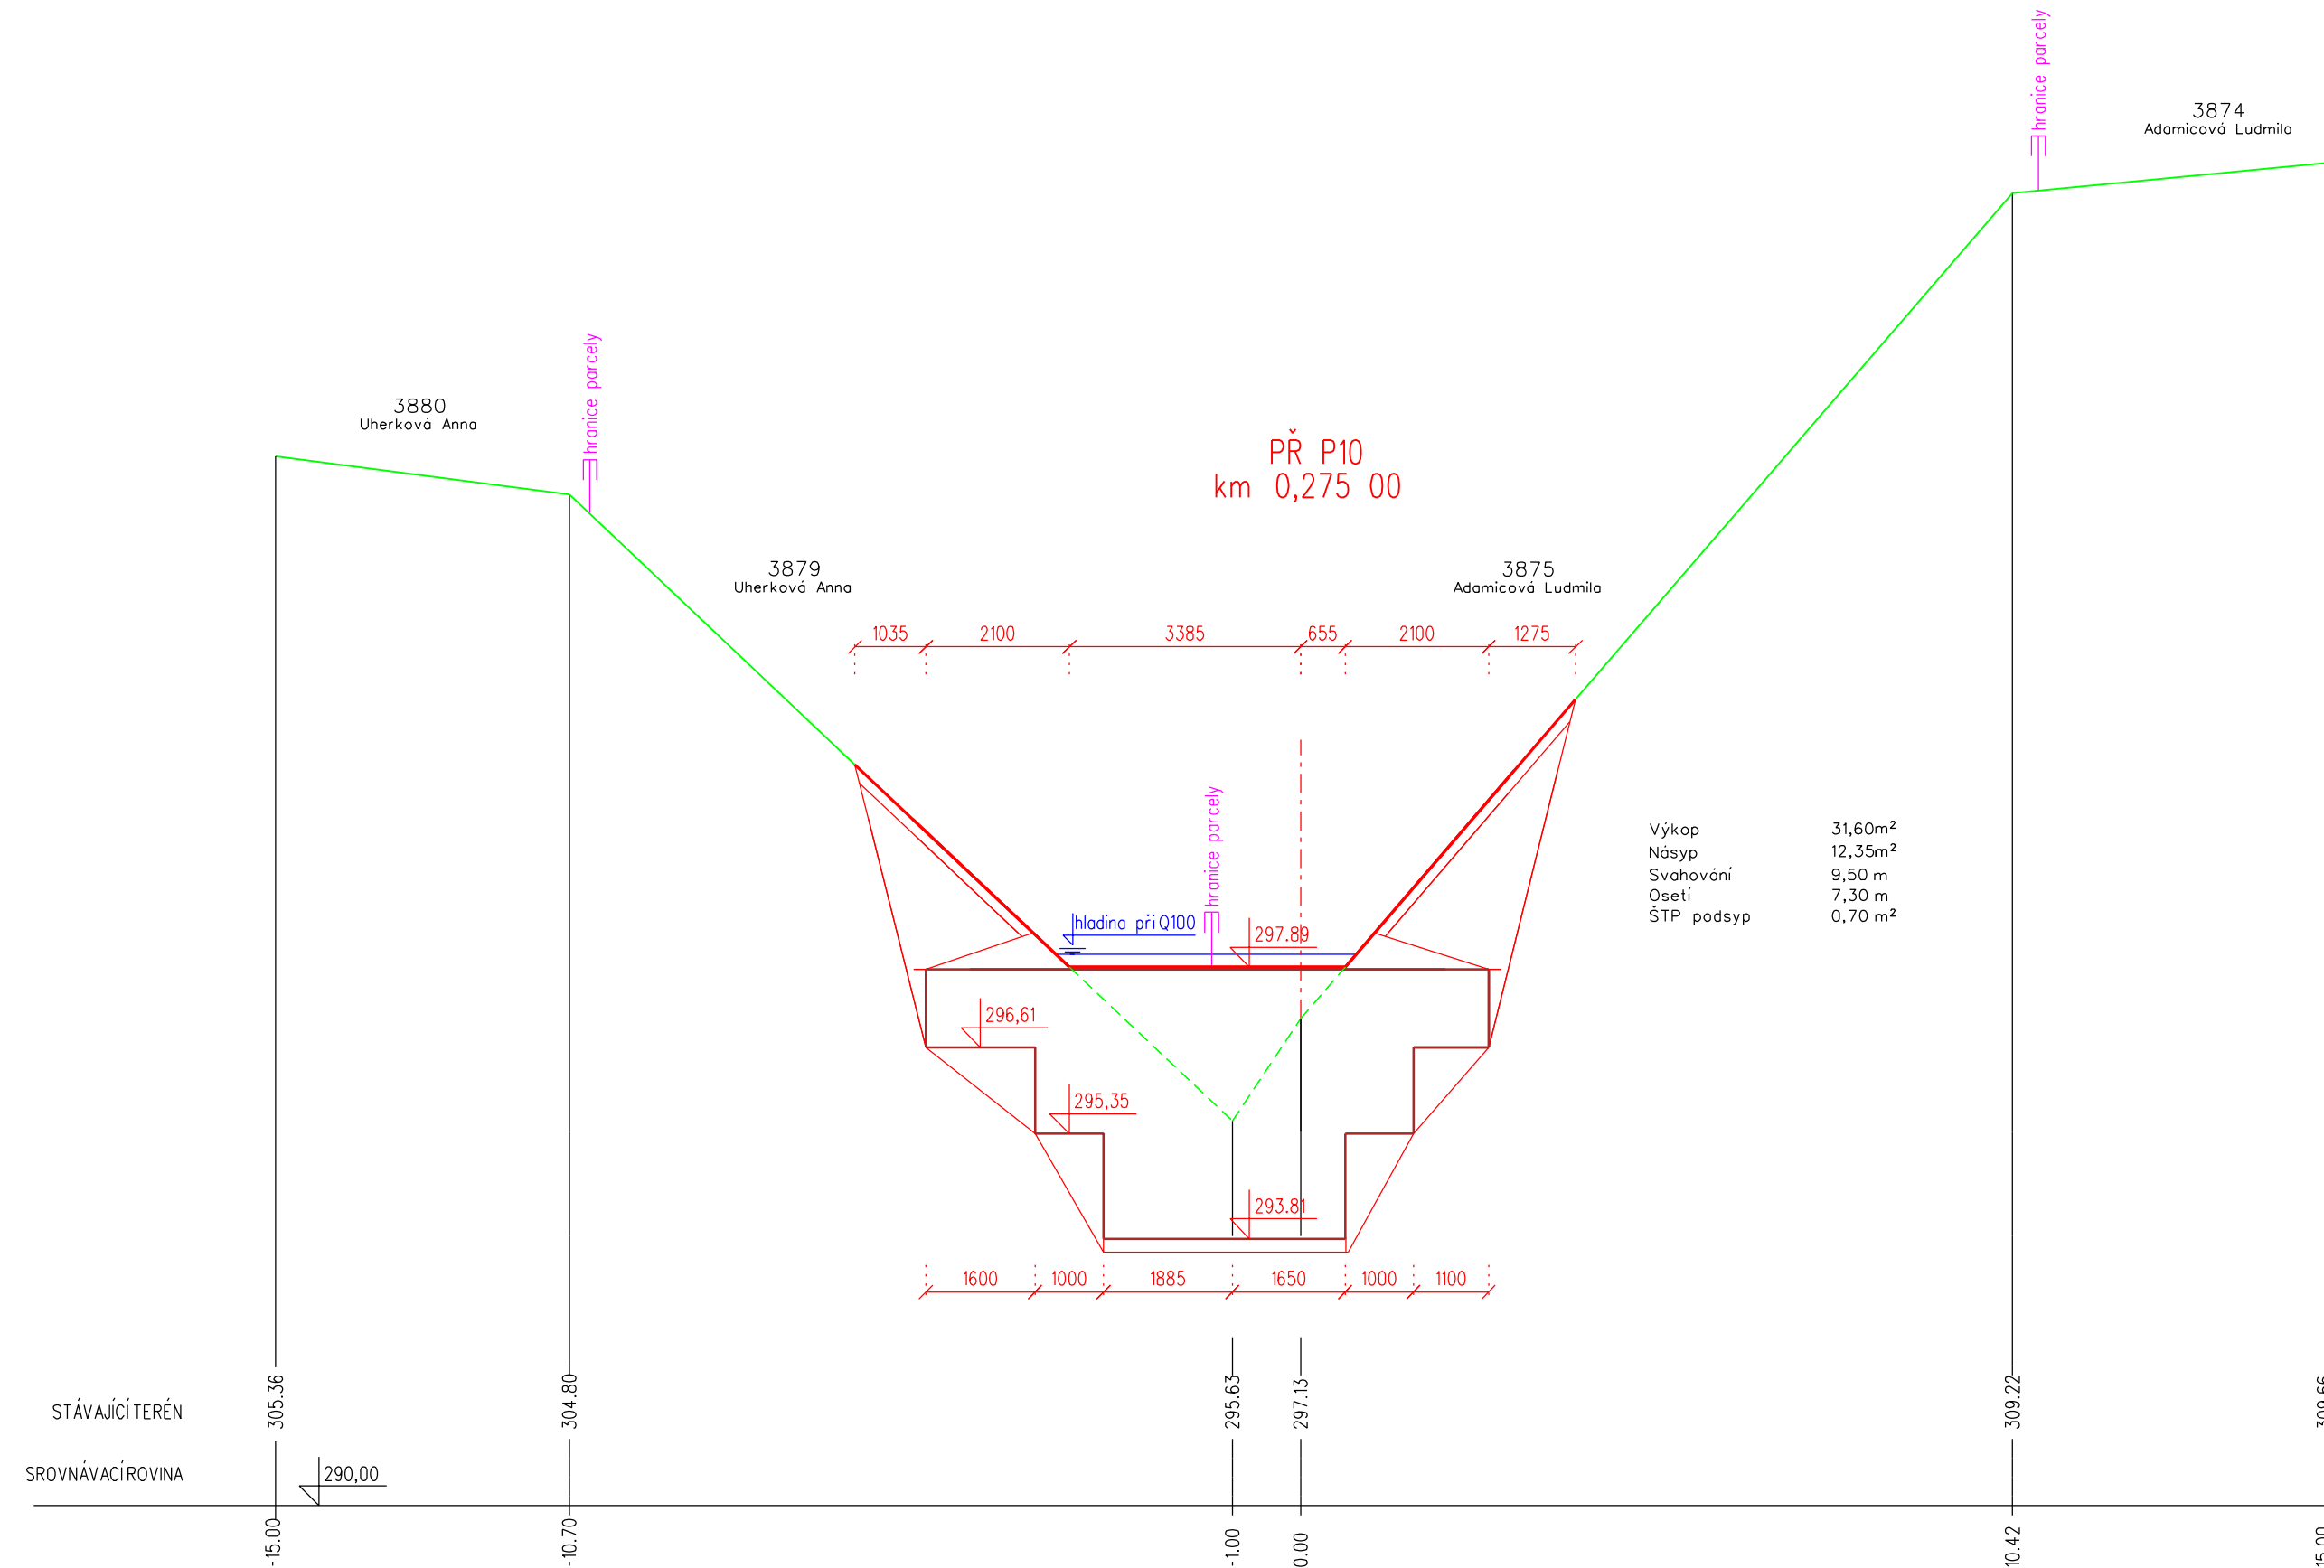 hranice parcely
3874
Adamicová Ludmila
hranice parcely
3880
Uherková Anna
PŘ P10
km 0,275 00
3879
Uherková Anna
3875
Adamicová Ludmila
1035 2100 3385 655 2100 1275
hranice parcely
Výkop 31,60m²
Násyp 12,35m²
Svahování 9,50 m
Osetí 7,30 m
ŠTP podsyp 0,70 m²
hladina při Q100
297.89
296,61
295,35
293.81
1600 1000 1885 1650 1000 1100
STÁVAJÍCÍ TERÉN 305.36 304.80 295.63 297.13 309.22 309.66
SROVNÁVACÍ ROVINA 290,00
-15.00 -10.70 -1.00 0.00 10.42 15.00